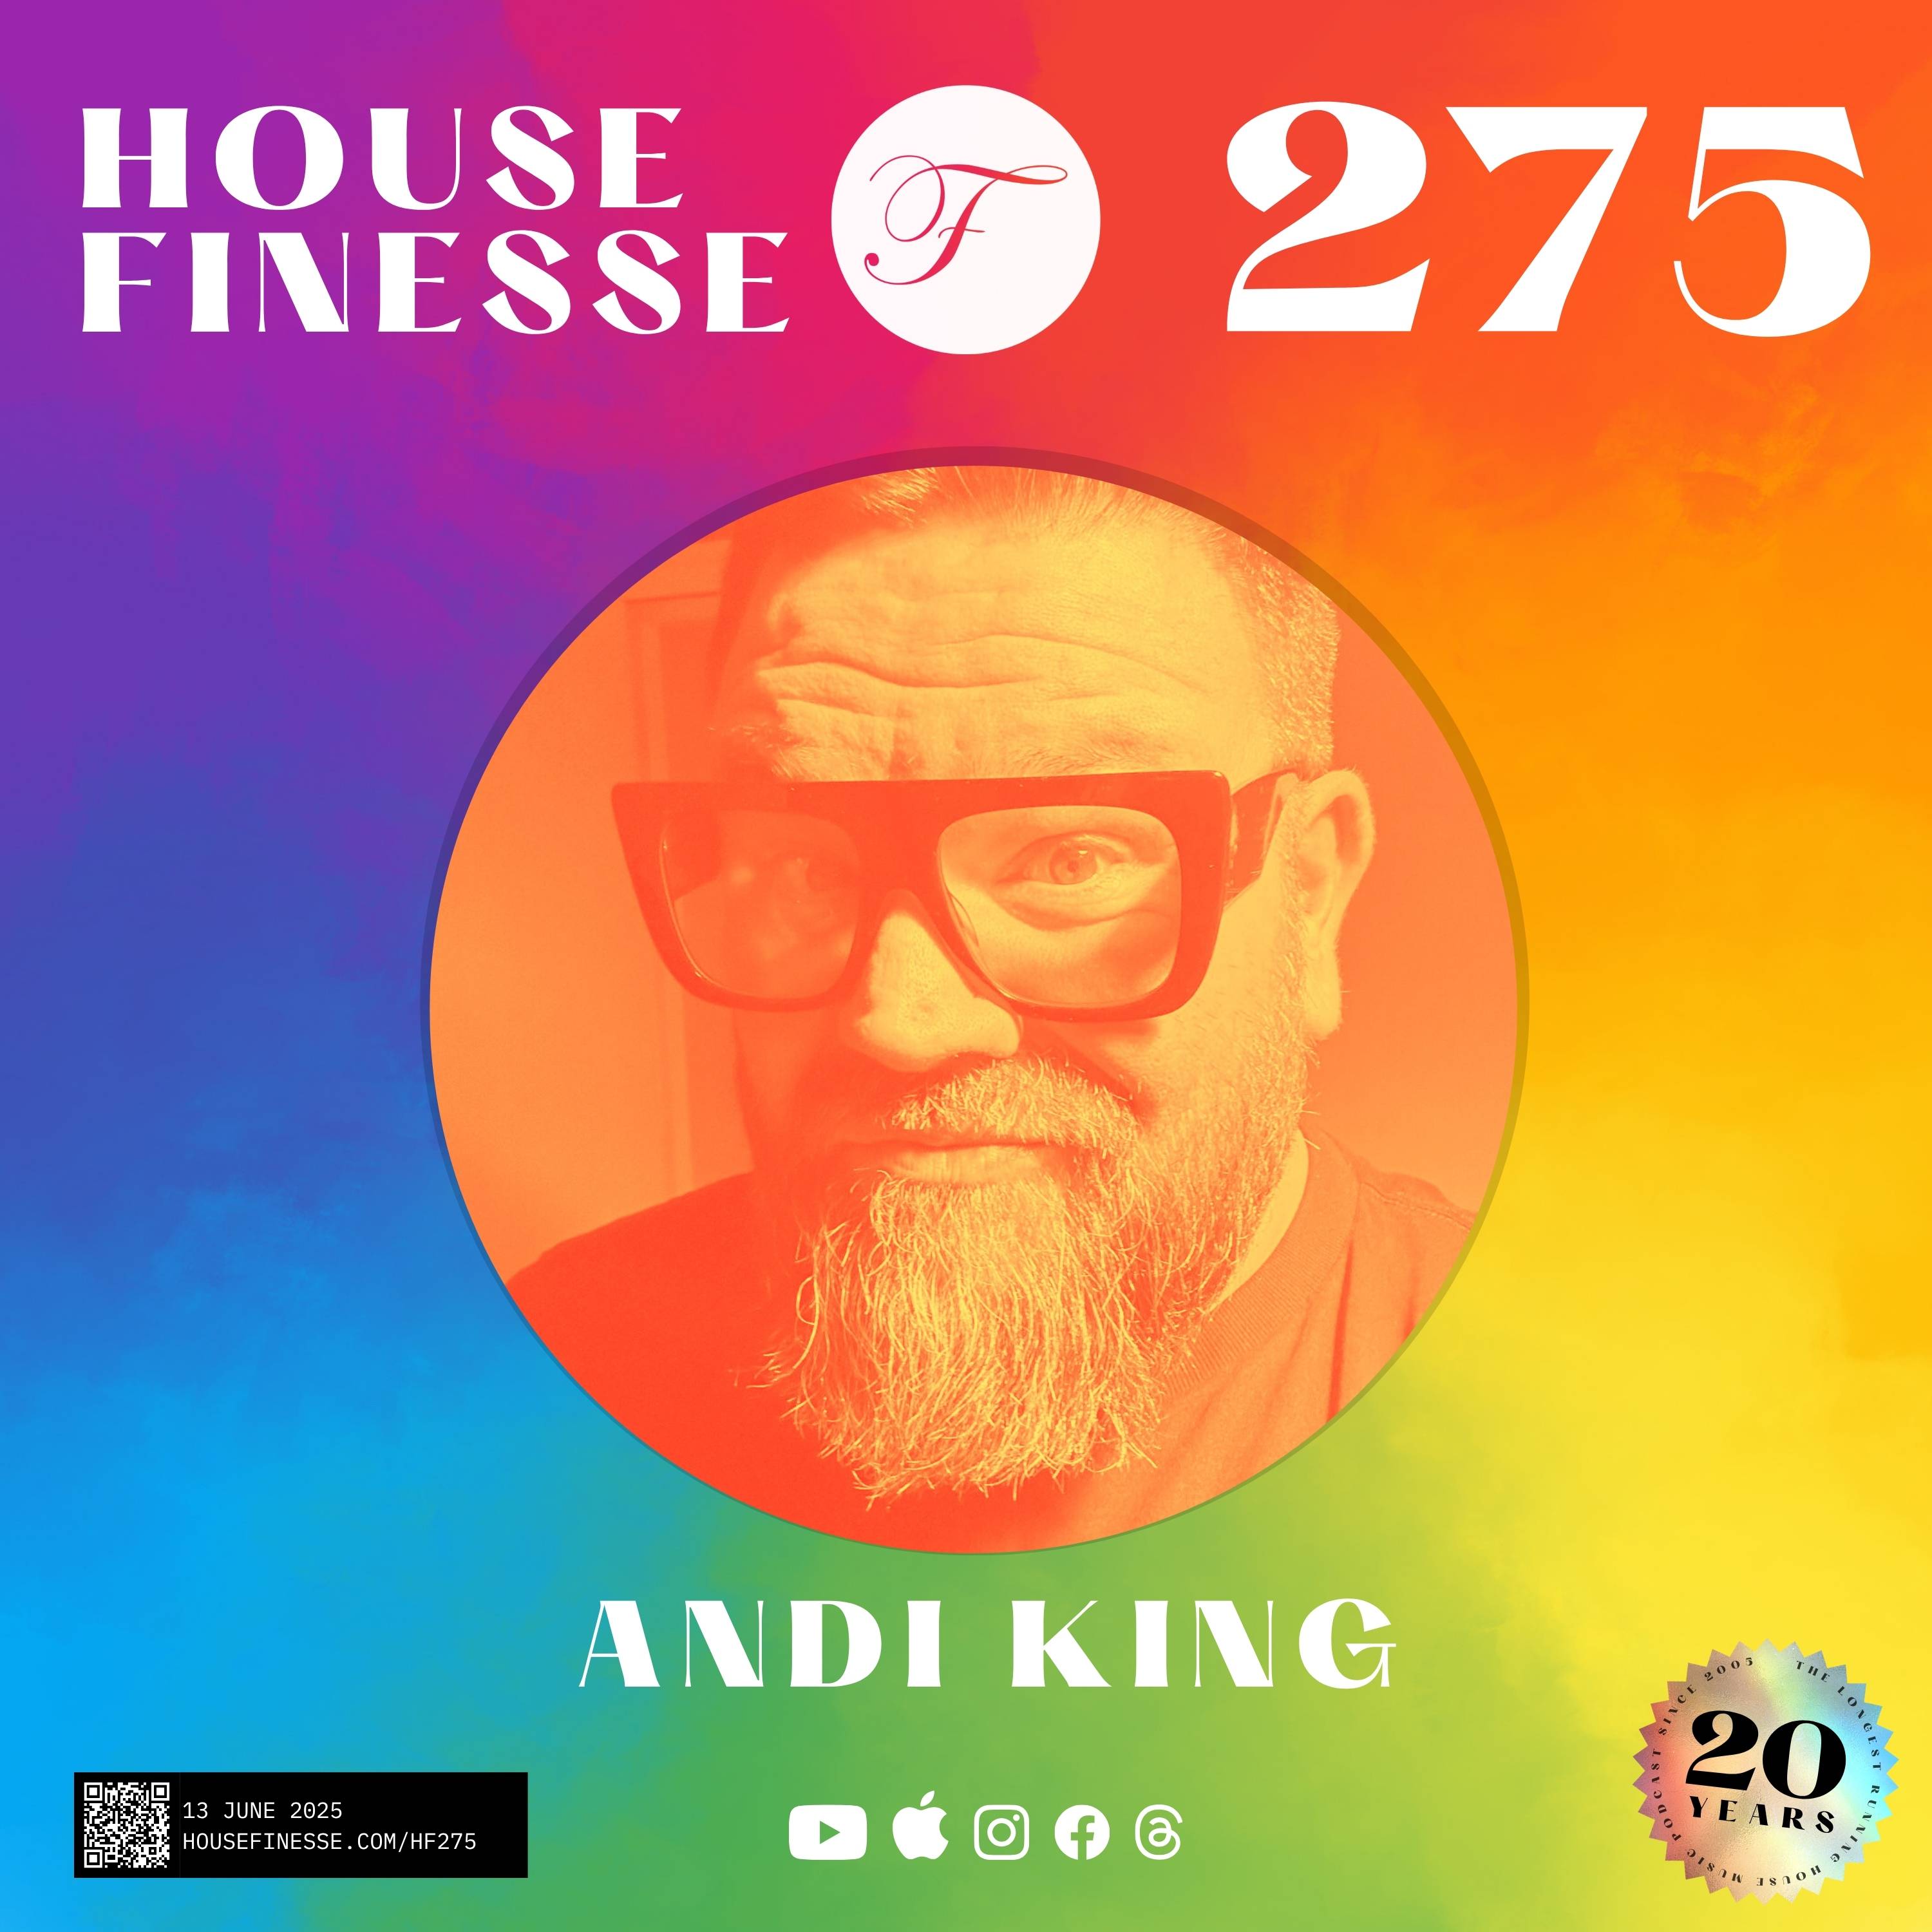 HOUSE
FINESSE
F
275
ANDI KING
13 JUNE 2025
HOUSEFINESSE.COM/HF275
20
YEARS
THE LONGEST RUNNING HOUSE MUSIC PODCAST SINCE 2005